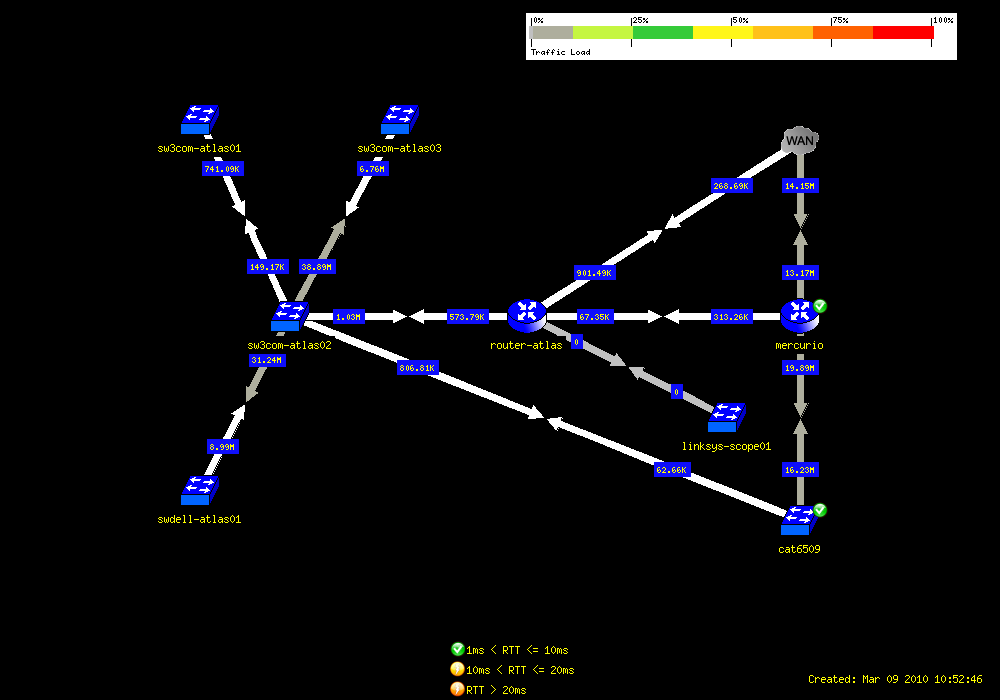 0% 25% 50% 75% 100%
Traffic Load
sw3com-atlas01
sw3com-atlas03
WAN
741.09K
6.76M
268.69K
14.15M
149.17K
38.89M
901.49K
13.17M
1.03M
573.79K
67.35K
313.26K
sw3com-atlas02
router-atlas
0
mercurio
31.24M
806.81K
19.89M
0
8.99M
linksys-scope01
62.66K
16.23M
swdell-atlas01
cat6509
1ms < RTT <= 10ms
10ms < RTT <= 20ms
RTT > 20ms
Created: Mar 09 2010 10:52:46